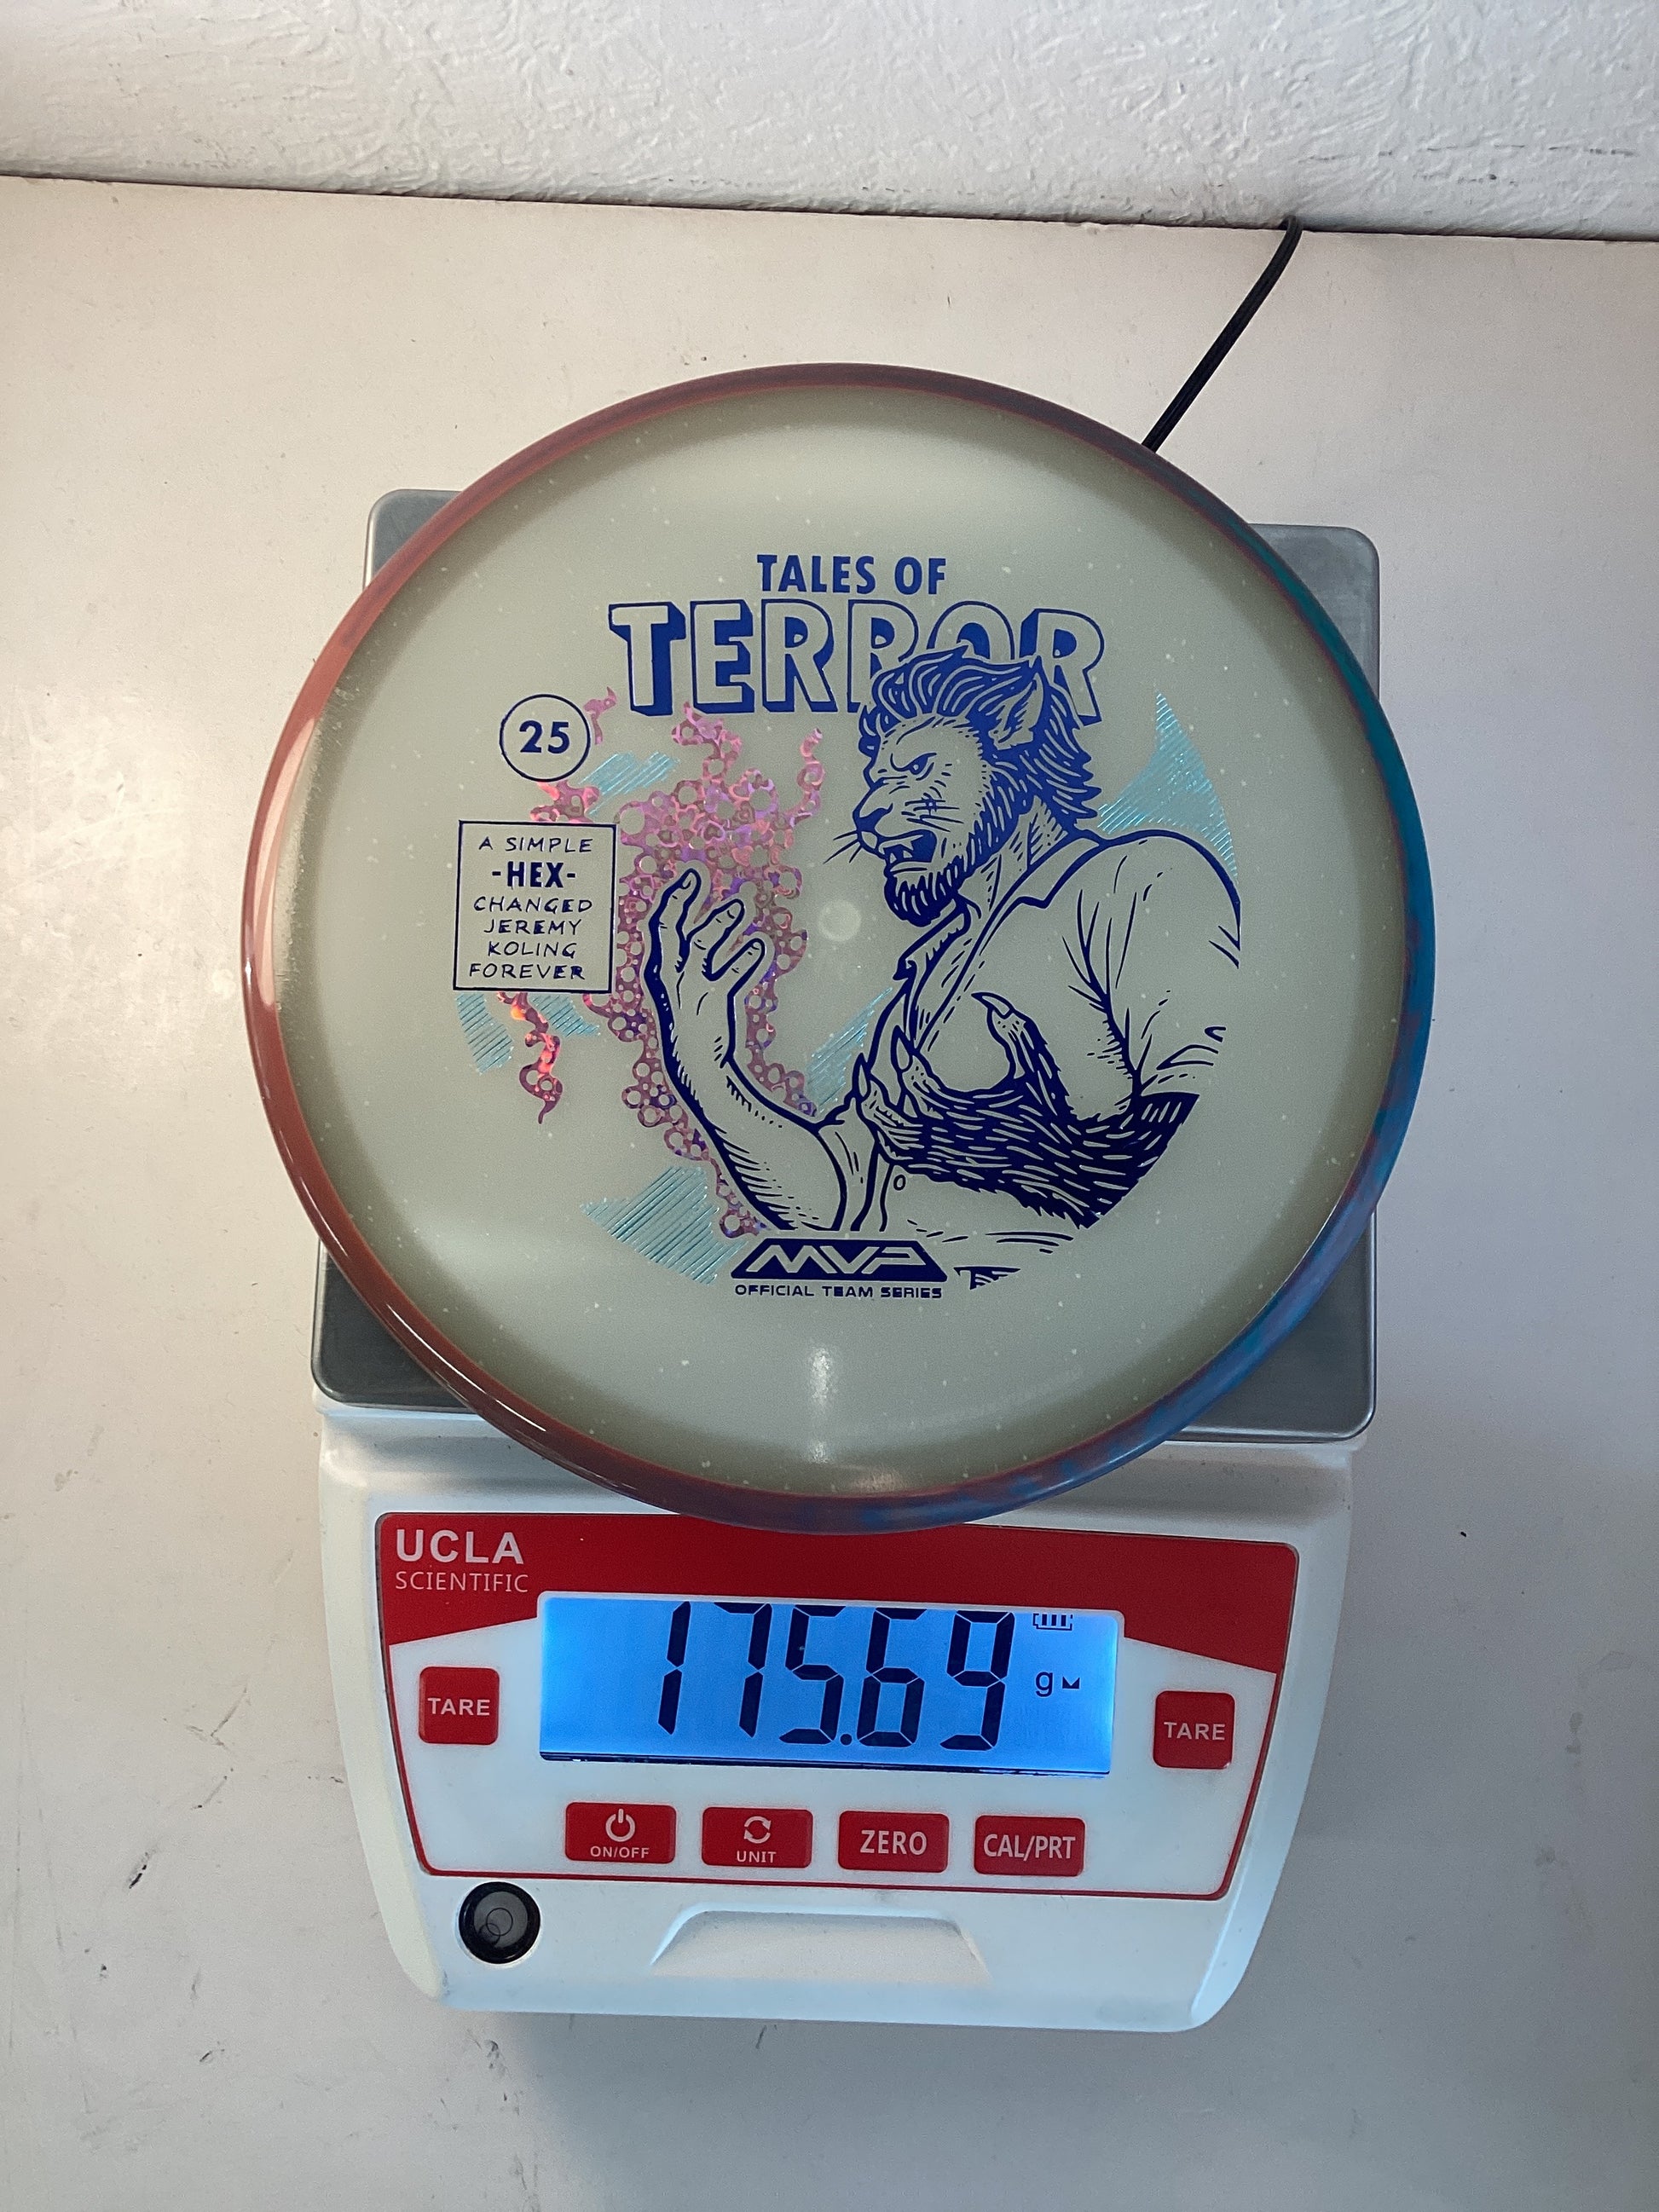 TALES OF
TERROR
25
A SIMPLE
-HEX-
CHANGED
JEREMY
KOLING
FOREVER
MVP
OFFICIAL TEAM SERIES
UCLA
SCIENTIFIC
175.69 g
TARE
TARE
ON/OFF
UNIT
ZERO
CAL/PRT